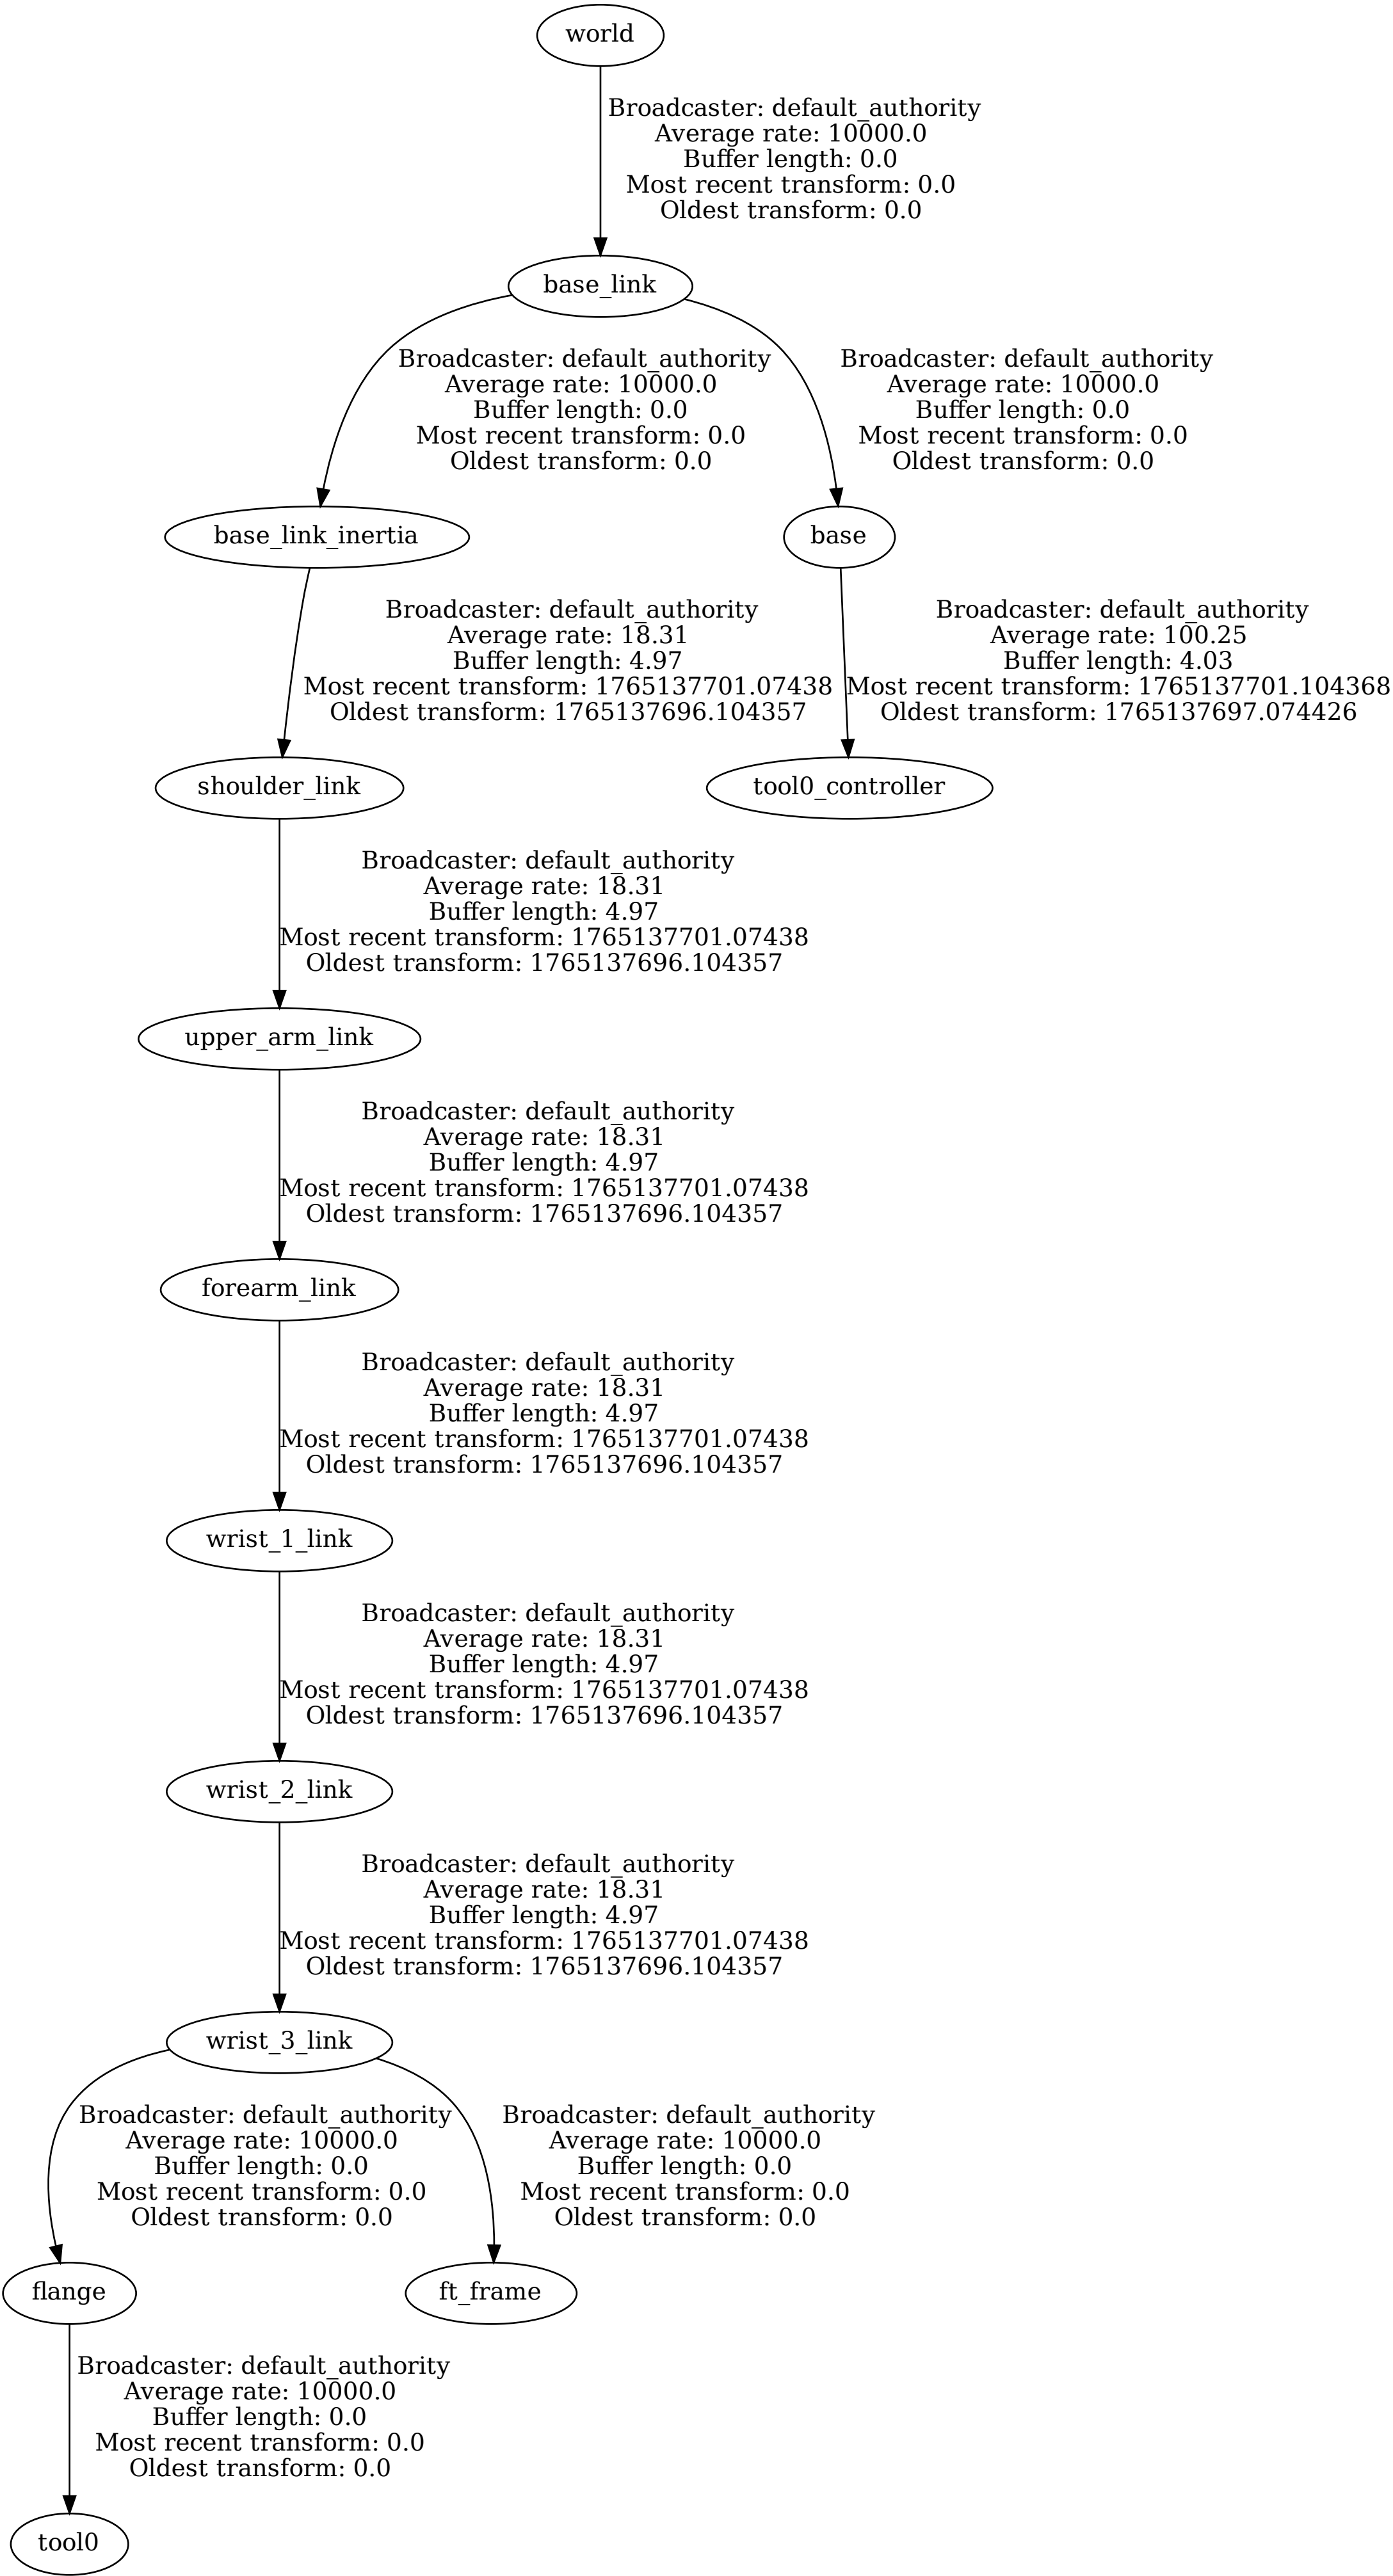 world
Broadcaster: default_authority
Average rate: 10000.0
Buffer length: 0.0
Most recent transform: 0.0
Oldest transform: 0.0
base_link
Broadcaster: default_authority
Average rate: 10000.0
Buffer length: 0.0
Most recent transform: 0.0
Oldest transform: 0.0
Broadcaster: default_authority
Average rate: 10000.0
Buffer length: 0.0
Most recent transform: 0.0
Oldest transform: 0.0
base_link_inertia
base
Broadcaster: default_authority
Average rate: 18.31
Buffer length: 4.97
Most recent transform: 1765137701.07438
Oldest transform: 1765137696.104357
Broadcaster: default_authority
Average rate: 100.25
Buffer length: 4.03
Most recent transform: 1765137701.104368
Oldest transform: 1765137697.074426
shoulder_link
tool0_controller
Broadcaster: default_authority
Average rate: 18.31
Buffer length: 4.97
Most recent transform: 1765137701.07438
Oldest transform: 1765137696.104357
upper_arm_link
Broadcaster: default_authority
Average rate: 18.31
Buffer length: 4.97
Most recent transform: 1765137701.07438
Oldest transform: 1765137696.104357
forearm_link
Broadcaster: default_authority
Average rate: 18.31
Buffer length: 4.97
Most recent transform: 1765137701.07438
Oldest transform: 1765137696.104357
wrist_1_link
Broadcaster: default_authority
Average rate: 18.31
Buffer length: 4.97
Most recent transform: 1765137701.07438
Oldest transform: 1765137696.104357
wrist_2_link
Broadcaster: default_authority
Average rate: 18.31
Buffer length: 4.97
Most recent transform: 1765137701.07438
Oldest transform: 1765137696.104357
wrist_3_link
Broadcaster: default_authority
Average rate: 10000.0
Buffer length: 0.0
Most recent transform: 0.0
Oldest transform: 0.0
Broadcaster: default_authority
Average rate: 10000.0
Buffer length: 0.0
Most recent transform: 0.0
Oldest transform: 0.0
flange
ft_frame
Broadcaster: default_authority
Average rate: 10000.0
Buffer length: 0.0
Most recent transform: 0.0
Oldest transform: 0.0
tool0